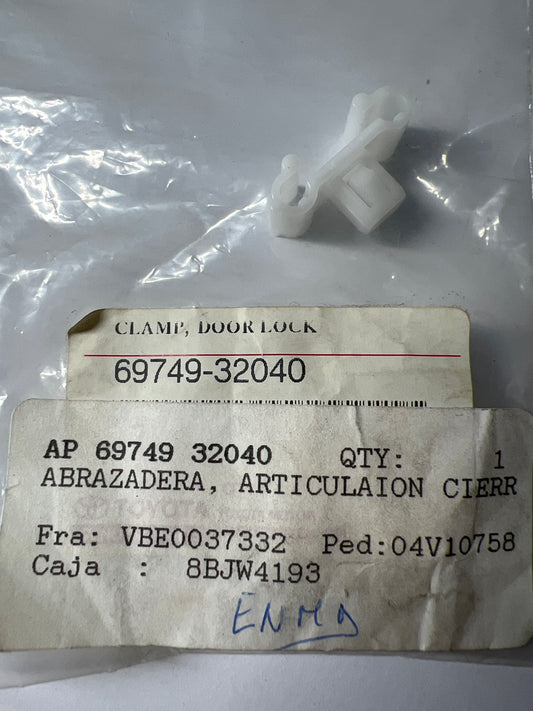 CLAMP, DOOR LOCK
69749-32040
AP 69749 32040 QTY: 1
ABRAZADERA, ARTICULAION CIERR
Fra: VBE0037332 Ped:04V10758
Caja : 8BJW4193
ENMA